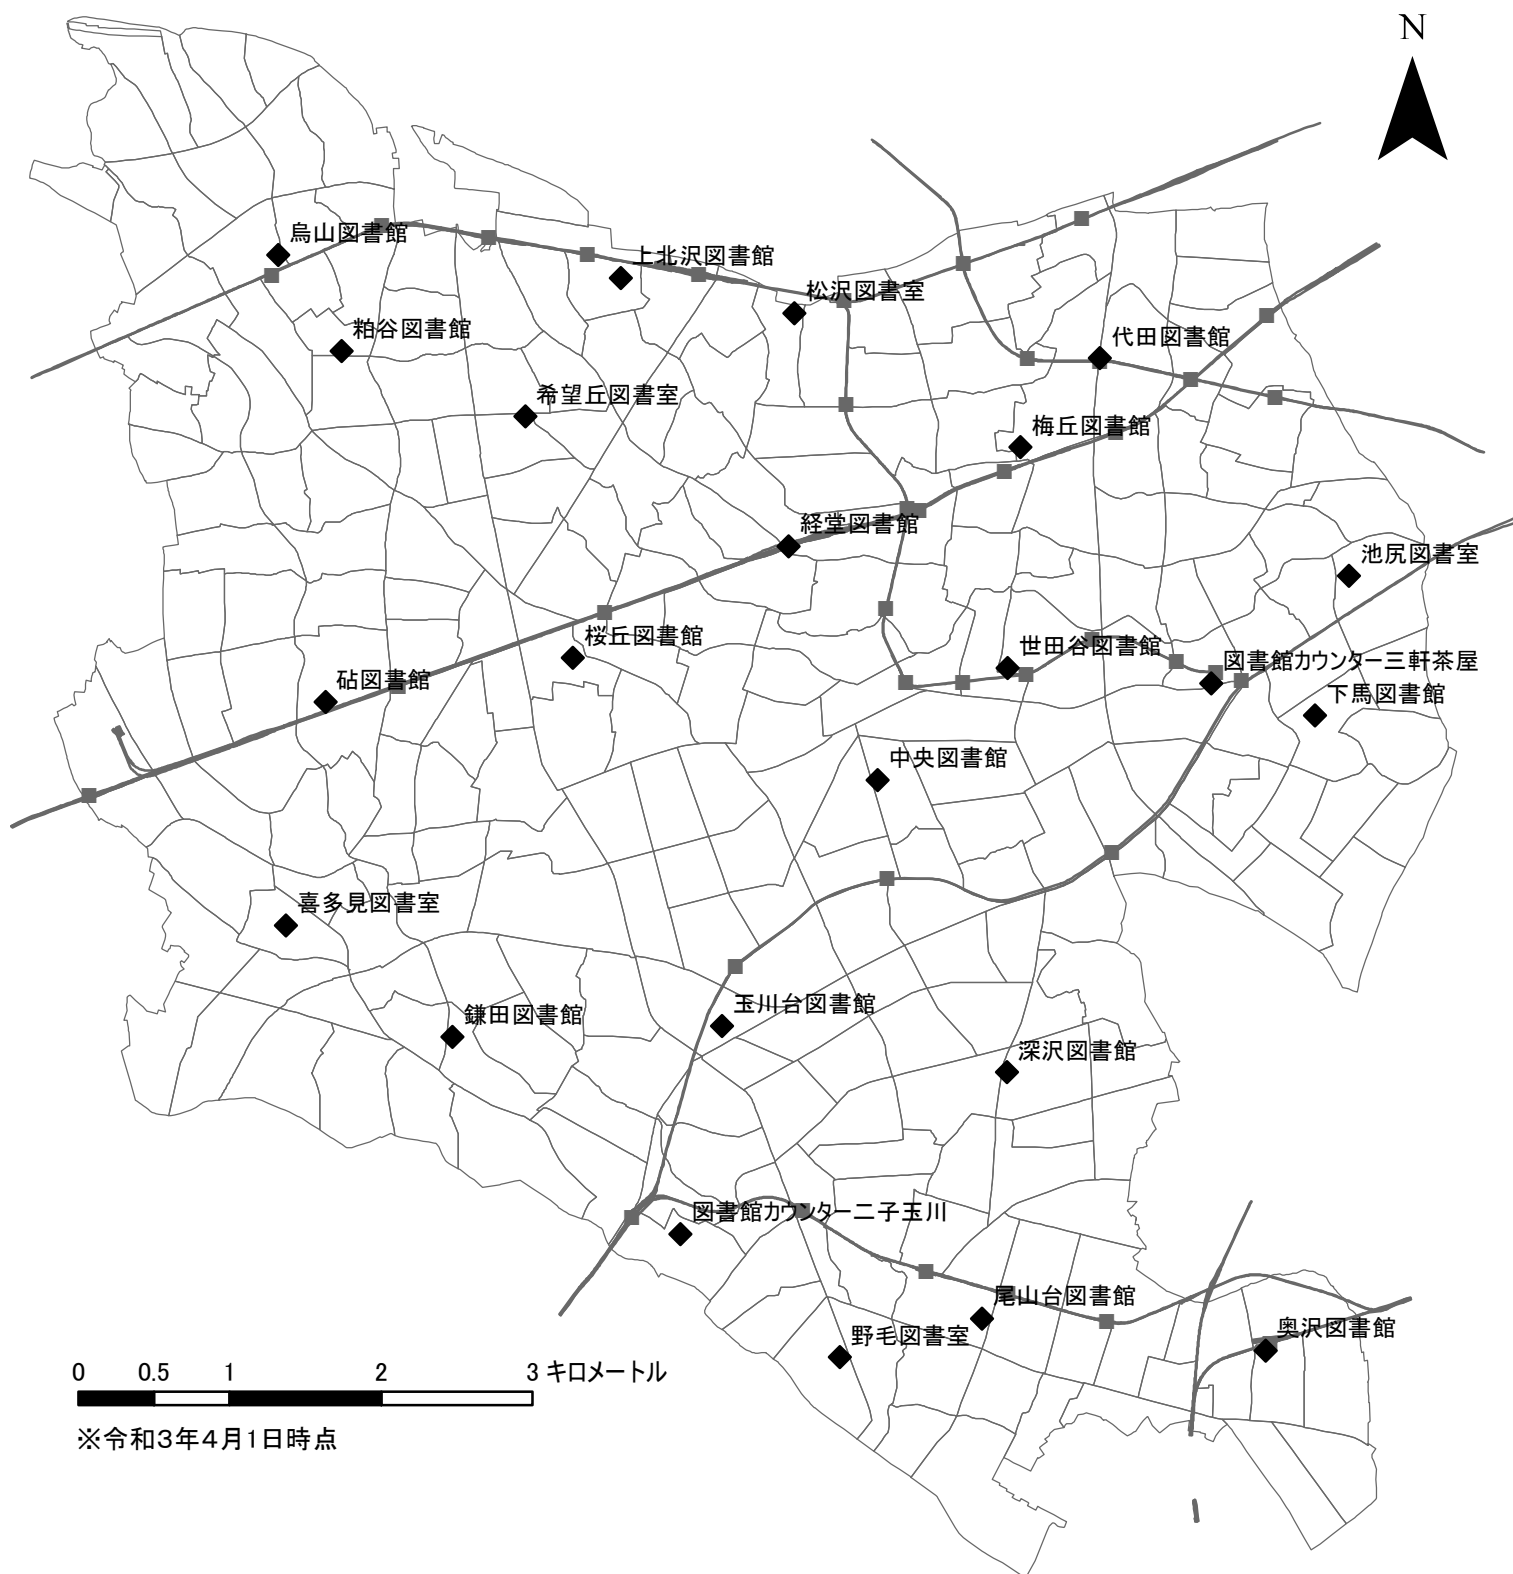 N
烏山図書館
上北沢図書館
松沢図書室
粕谷図書館
代田図書館
希望丘図書室
梅丘図書館
経堂図書館
池尻図書室
桜丘図書館
世田谷図書館
図書館カウンター三軒茶屋
砧図書館
下馬図書館
中央図書館
喜多見図書室
鎌田図書館
玉川台図書館
深沢図書館
図書館カウンター二子玉川
尾山台図書館
野毛図書室
奥沢図書館
0 0.5 1 2 3 キロメートル
※令和3年4月1日時点